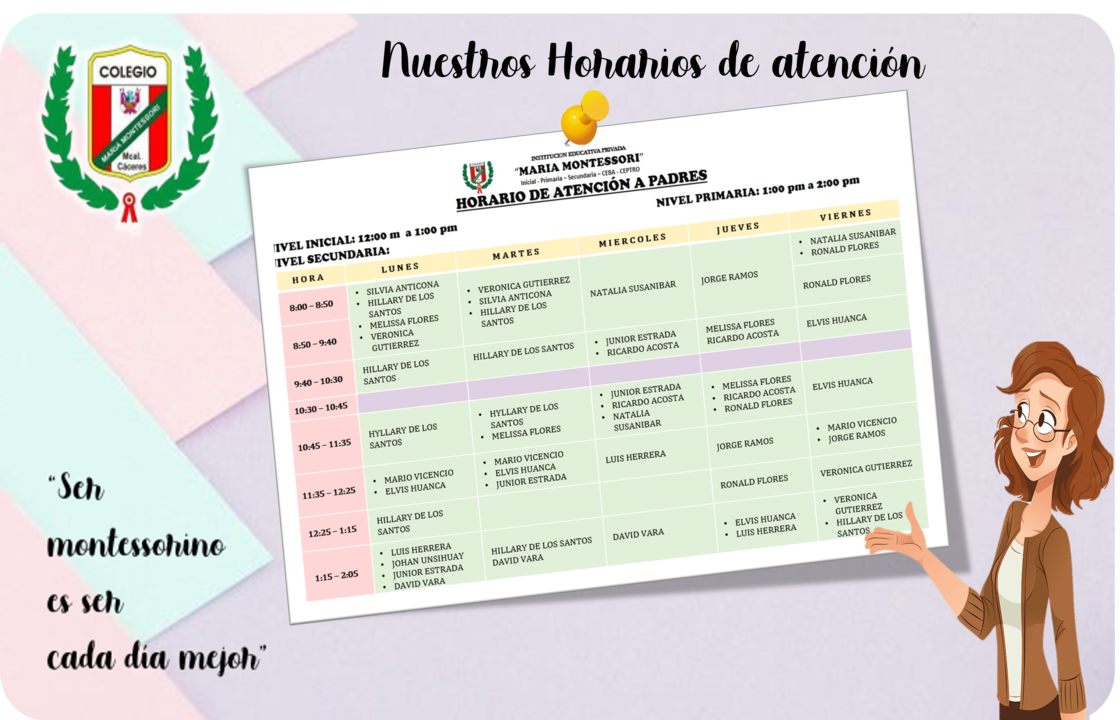 COLEGIO
MARIA MONTESSORI
Mcal.
Cáceres
Nuestros Horarios de atención
INSTITUCION EDUCATIVA PRIVADA
"MARIA MONTESSORI"
Inicial - Primaria – Secundaria – CEBA - CEPTRO
HORARIO DE ATENCIÓN A PADRES
IVEL INICIAL: 12:00 m a 1:00 pm
NIVEL PRIMARIA: 1:00 pm a 2:00 pm
IVEL SECUNDARIA:
HORA LUNES MARTES MIERCOLES JUEVES VIERNES
8:00 – 8:50
• SILVIA ANTICONA
• HILLARY DE LOS
SANTOS
• MELISSA FLORES
• VERONICA
GUTIERREZ
• VERONICA GUTIERREZ
• SILVIA ANTICONA
• HILLARY DE LOS
SANTOS
NATALIA SUSANIBAR
JORGE RAMOS
• NATALIA SUSANIBAR
• RONALD FLORES
8:50 – 9:40
RONALD FLORES
9:40 – 10:30
HILLARY DE LOS
SANTOS
HILLARY DE LOS SANTOS
• JUNIOR ESTRADA
• RICARDO ACOSTA
MELISSA FLORES
RICARDO ACOSTA
ELVIS HUANCA
10:30 – 10:45
10:45 – 11:35
HYLLARY DE LOS
SANTOS
• HYLLARY DE LOS
SANTOS
• MELISSA FLORES
• JUNIOR ESTRADA
• RICARDO ACOSTA
• NATALIA
SUSANIBAR
• MELISSA FLORES
• RICARDO ACOSTA
• RONALD FLORES
ELVIS HUANCA
11:35 – 12:25
• MARIO VICENCIO
• ELVIS HUANCA
• MARIO VICENCIO
• ELVIS HUANCA
• JUNIOR ESTRADA
LUIS HERRERA
JORGE RAMOS
• MARIO VICENCIO
• JORGE RAMOS
12:25 – 1:15
HILLARY DE LOS
SANTOS
RONALD FLORES
VERONICA GUTIERREZ
1:15 – 2:05
• LUIS HERRERA
• JOHAN UNSIHUAY
• JUNIOR ESTRADA
• DAVID VARA
HILLARY DE LOS SANTOS
DAVID VARA
DAVID VARA
• ELVIS HUANCA
• LUIS HERRERA
• VERONICA
GUTIERREZ
• HILLARY DE LOS
SANTOS
"Ser
montessorino
es ser
cada día mejor"